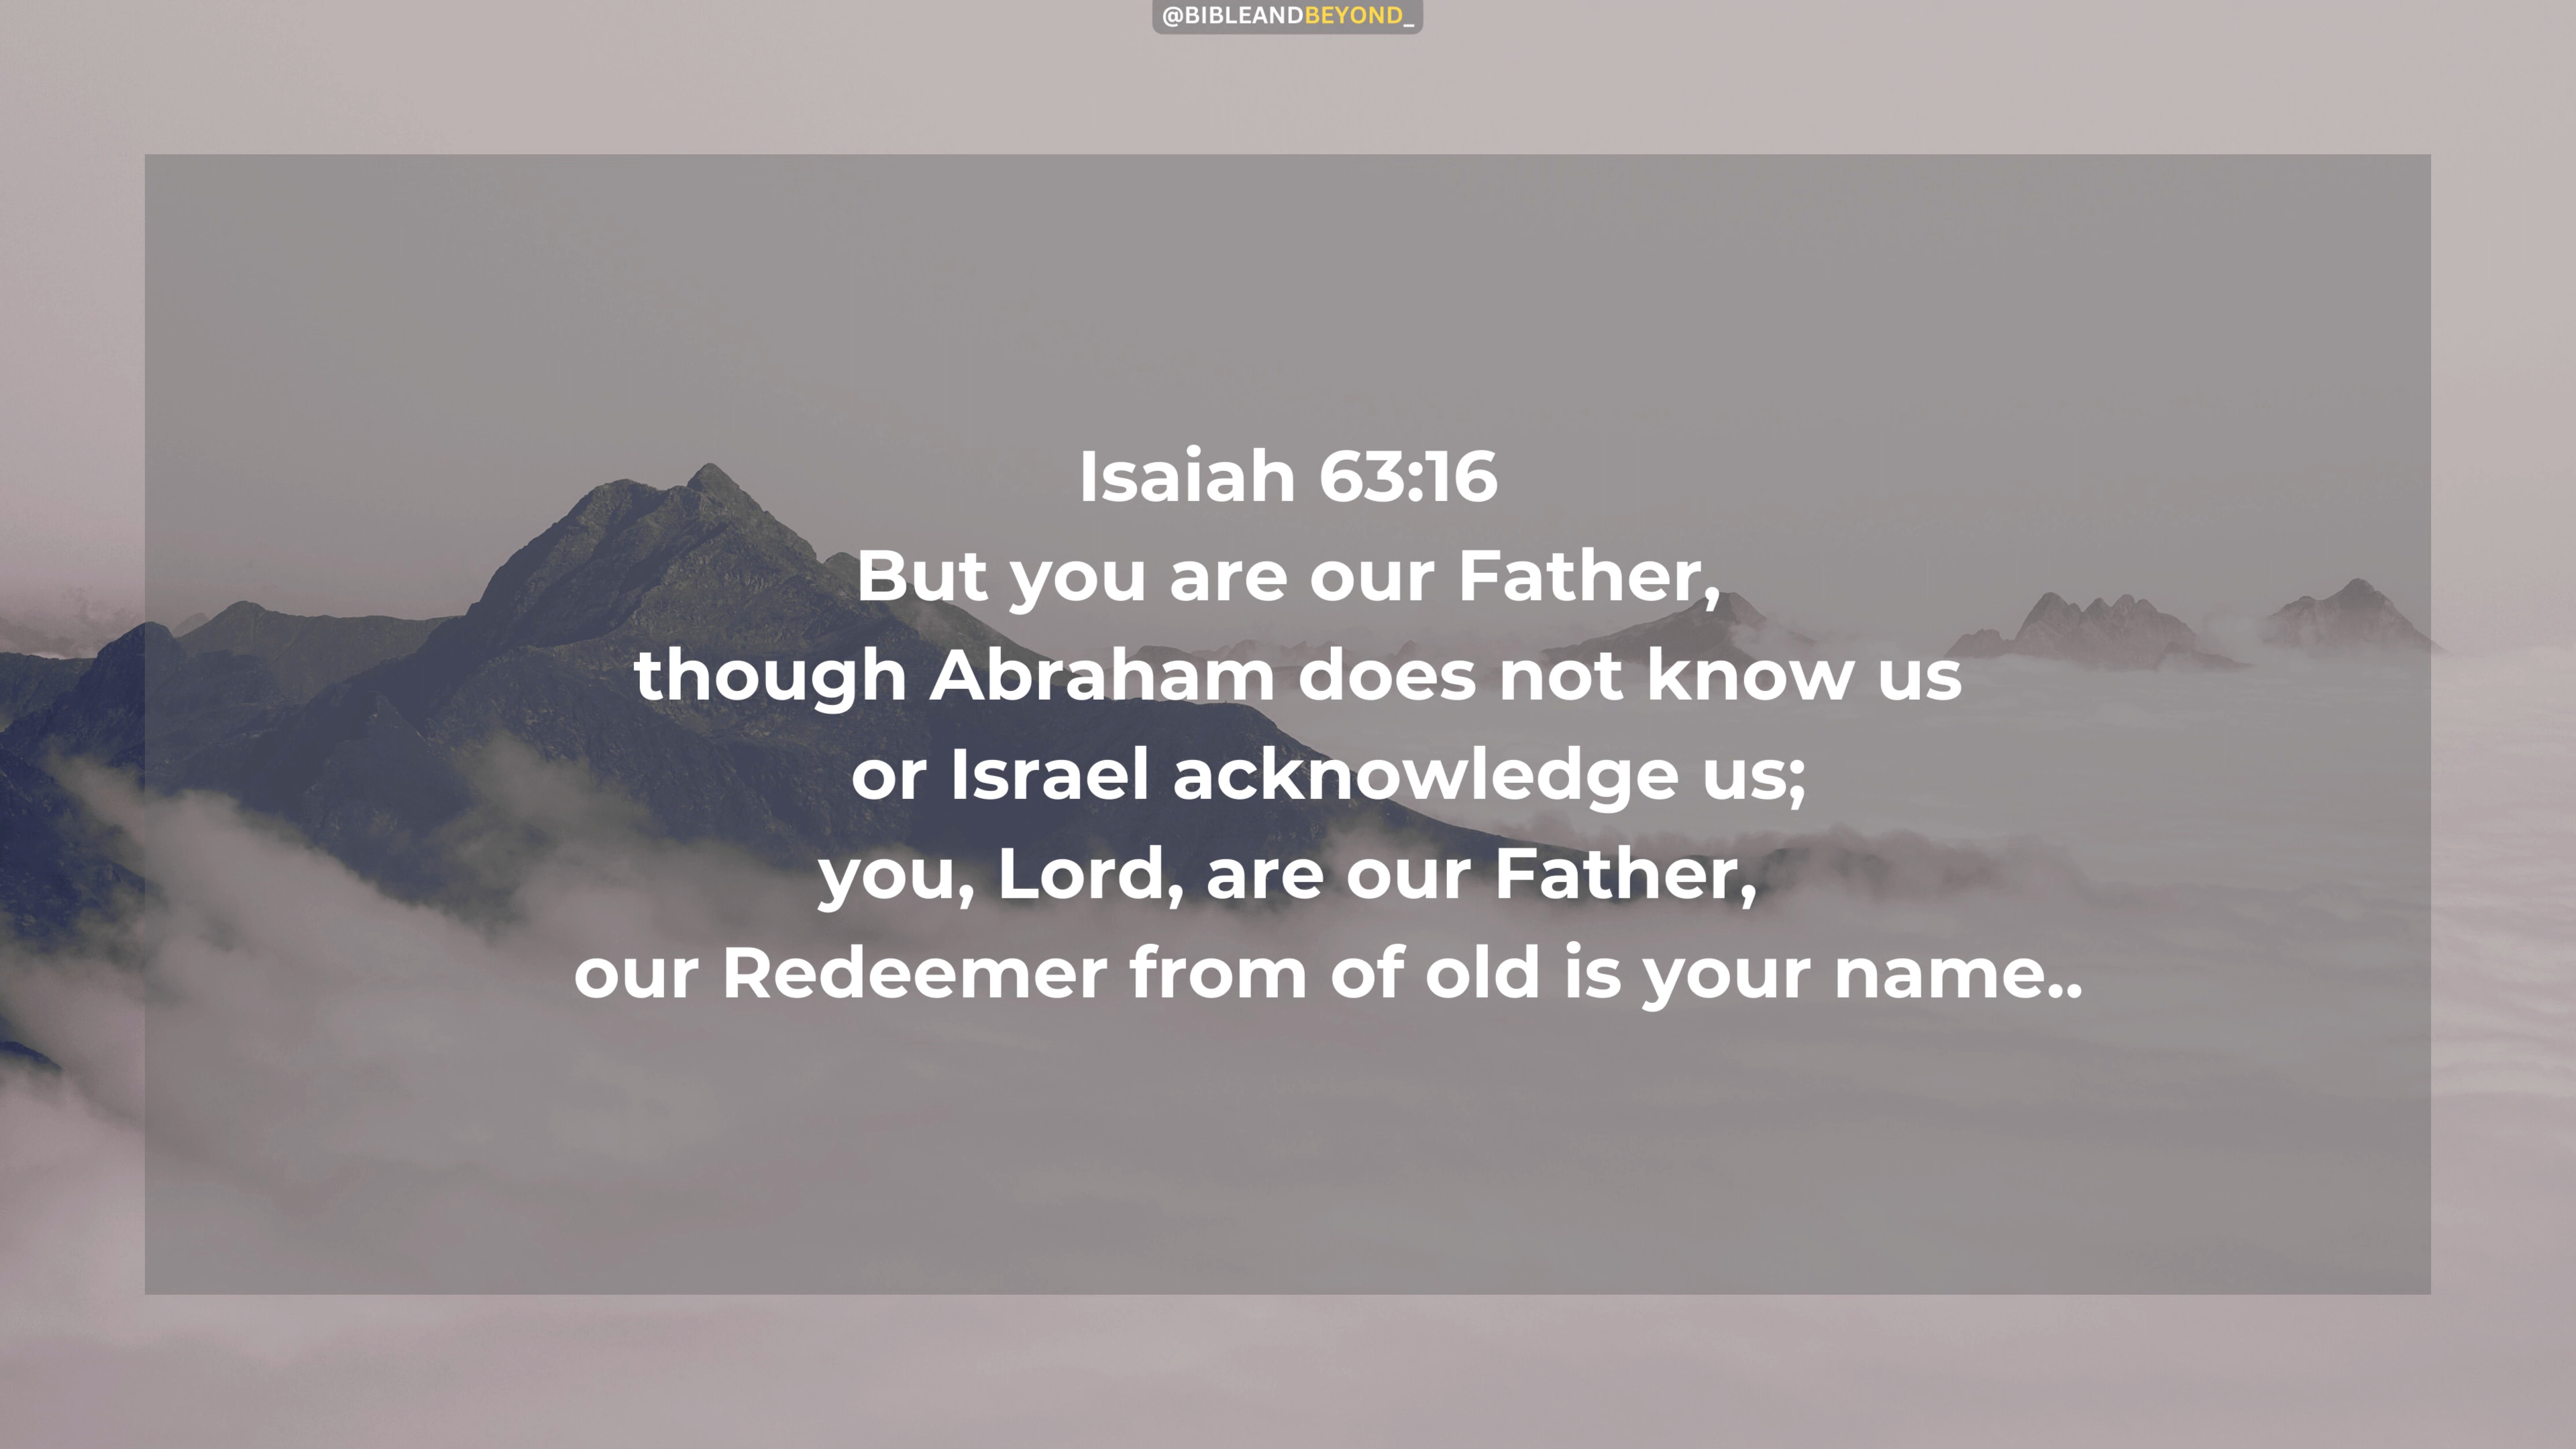 @BIBLEANDBEYOND_
Isaiah 63:16
But you are our Father,
though Abraham does not know us
or Israel acknowledge us;
you, Lord, are our Father,
our Redeemer from of old is your name..